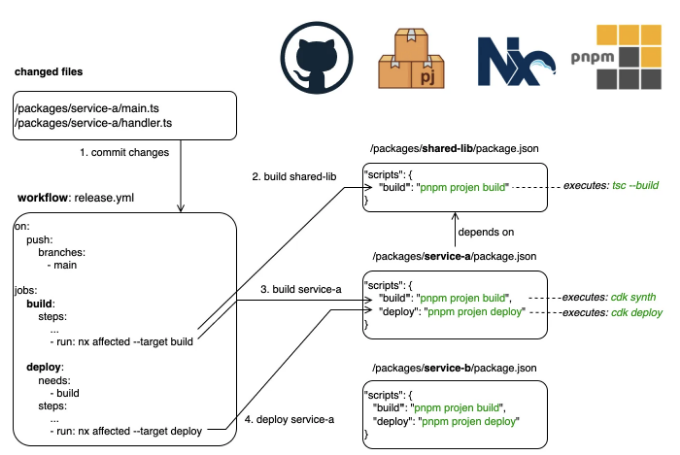 pj
Nx
pnpm
changed files
/packages/service-a/main.ts
/packages/service-a/handler.ts
1. commit changes
workflow: release.yml
on:
push:
branches:
- main
jobs:
build:
steps:
...
- run: nx affected --target build
deploy:
needs:
- build
steps:
...
- run: nx affected --target deploy
2. build shared-lib
3. build service-a
4. deploy service-a
/packages/shared-lib/package.json
"scripts": {
"build": "pnpm projen build"
}
executes: tsc --build
depends on
/packages/service-a/package.json
"scripts": {
"build": "pnpm projen build",
"deploy": "pnpm projen deploy"
}
executes: cdk synth
executes: cdk deploy
/packages/service-b/package.json
"scripts": {
"build": "pnpm projen build",
"deploy": "pnpm projen deploy"
}